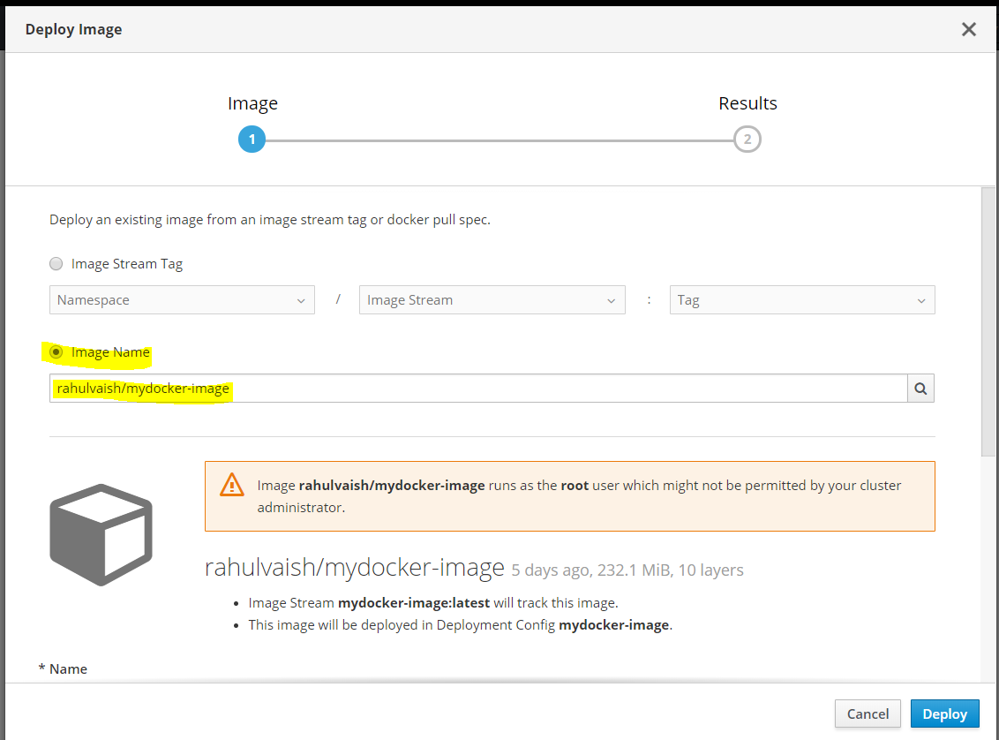 Deploy Image
Image
Results
1
2
Deploy an existing image from an image stream tag or docker pull spec.
Image Stream Tag
Namespace / Image Stream : Tag
Image Name
rahulvaish/mydocker-image
Image rahulvaish/mydocker-image runs as the root user which might not be permitted by your cluster
administrator.
rahulvaish/mydocker-image 5 days ago, 232.1 MiB, 10 layers
• Image Stream mydocker-image:latest will track this image.
• This image will be deployed in Deployment Config mydocker-image.
* Name
Cancel
Deploy